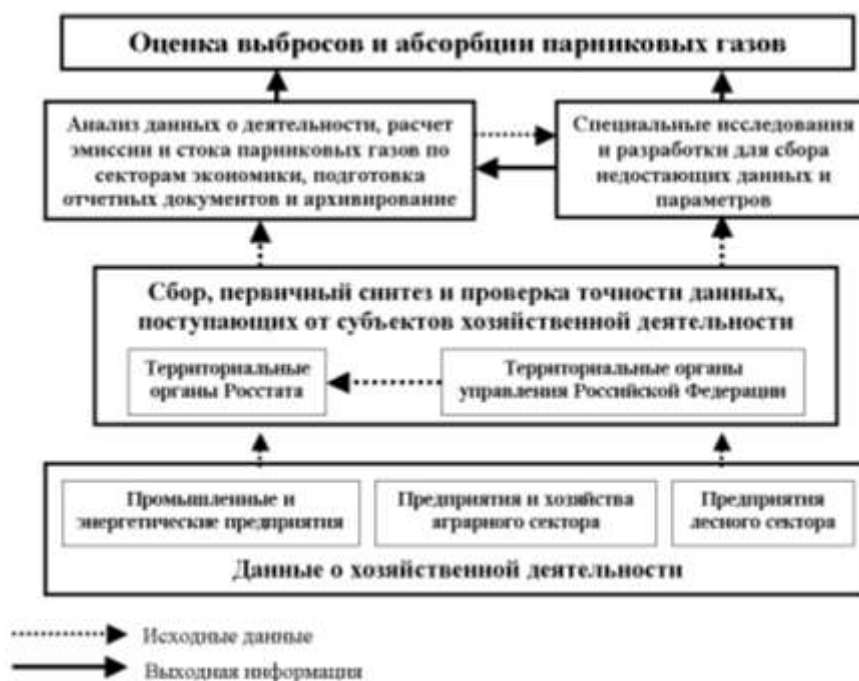 Оценка выбросов и абсорбции парниковых газов
Анализ данных о деятельности, расчет
эмиссии и стока парниковых газов по
секторам экономики, подготовка
отчетных документов и архивирование
Специальные исследования
и разработки для сбора
недостающих данных и
параметров
Сбор, первичный синтез и проверка точности данных,
поступающих от субъектов хозяйственной деятельности
Территориальные
органы Росстата
Территориальные органы
управления Российской Федерации
Промышленные и
энергетические предприятия
Предприятия и хозяйства
аграрного сектора
Предприятия
лесного сектора
Данные о хозяйственной деятельности
Исходные данные
Выходная информация